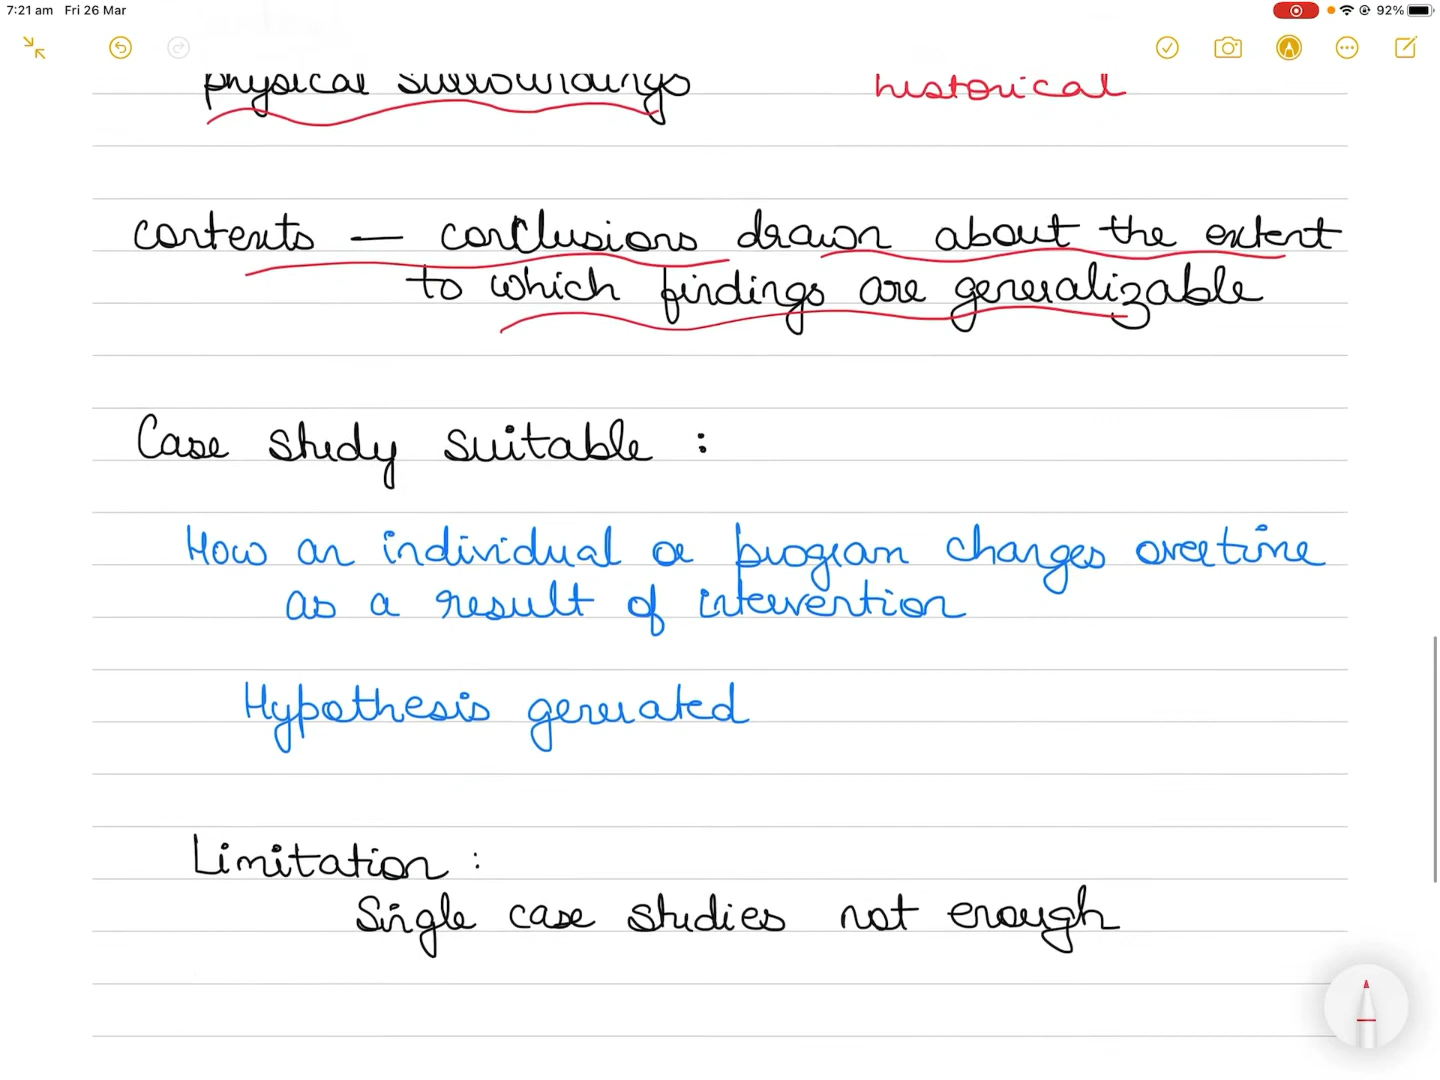 7:21 am Fri 26 Mar
92%
physical surroundings historical
contexts — conclusions drawn about the extent
to which findings are generalizable
Case study suitable :
How an individual or program changes overtime
as a result of intervention
Hypothesis generated
Limitation :
Single case studies not enough